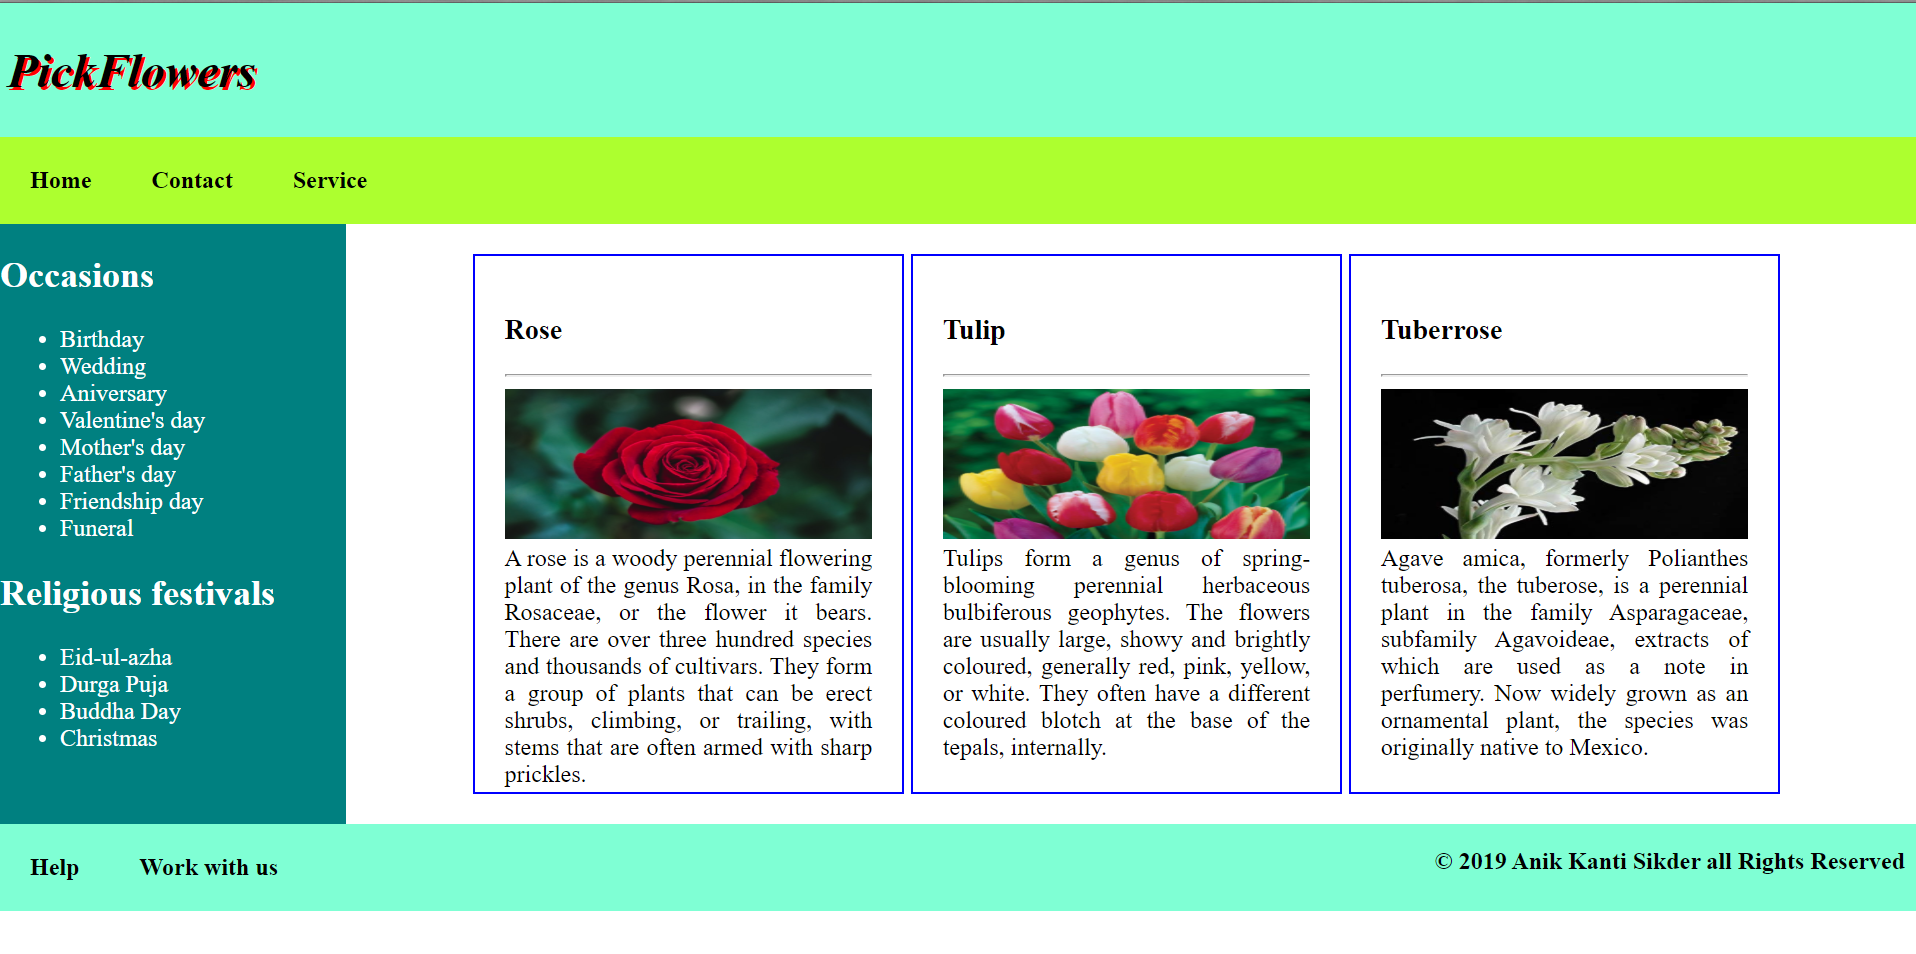 PickFlowers
Home Contact Service
Occasions
Birthday
Wedding
Aniversary
Valentine's day
Mother's day
Father's day
Friendship day
Funeral
Religious festivals
Eid-ul-azha
Durga Puja
Buddha Day
Christmas
Rose
A rose is a woody perennial flowering
plant of the genus Rosa, in the family
Rosaceae, or the flower it bears.
There are over three hundred species
and thousands of cultivars. They form
a group of plants that can be erect
shrubs, climbing, or trailing, with
stems that are often armed with sharp
prickles.
Tulip
Tulips form a genus of spring-
blooming perennial herbaceous
bulbiferous geophytes. The flowers
are usually large, showy and brightly
coloured, generally red, pink, yellow,
or white. They often have a different
coloured blotch at the base of the
tepals, internally.
Tuberrose
Agave amica, formerly Polianthes
tuberosa, the tuberose, is a perennial
plant in the family Asparagaceae,
subfamily Agavoideae, extracts of
which are used as a note in
perfumery. Now widely grown as an
ornamental plant, the species was
originally native to Mexico.
Help Work with us
© 2019 Anik Kanti Sikder all Rights Reserved